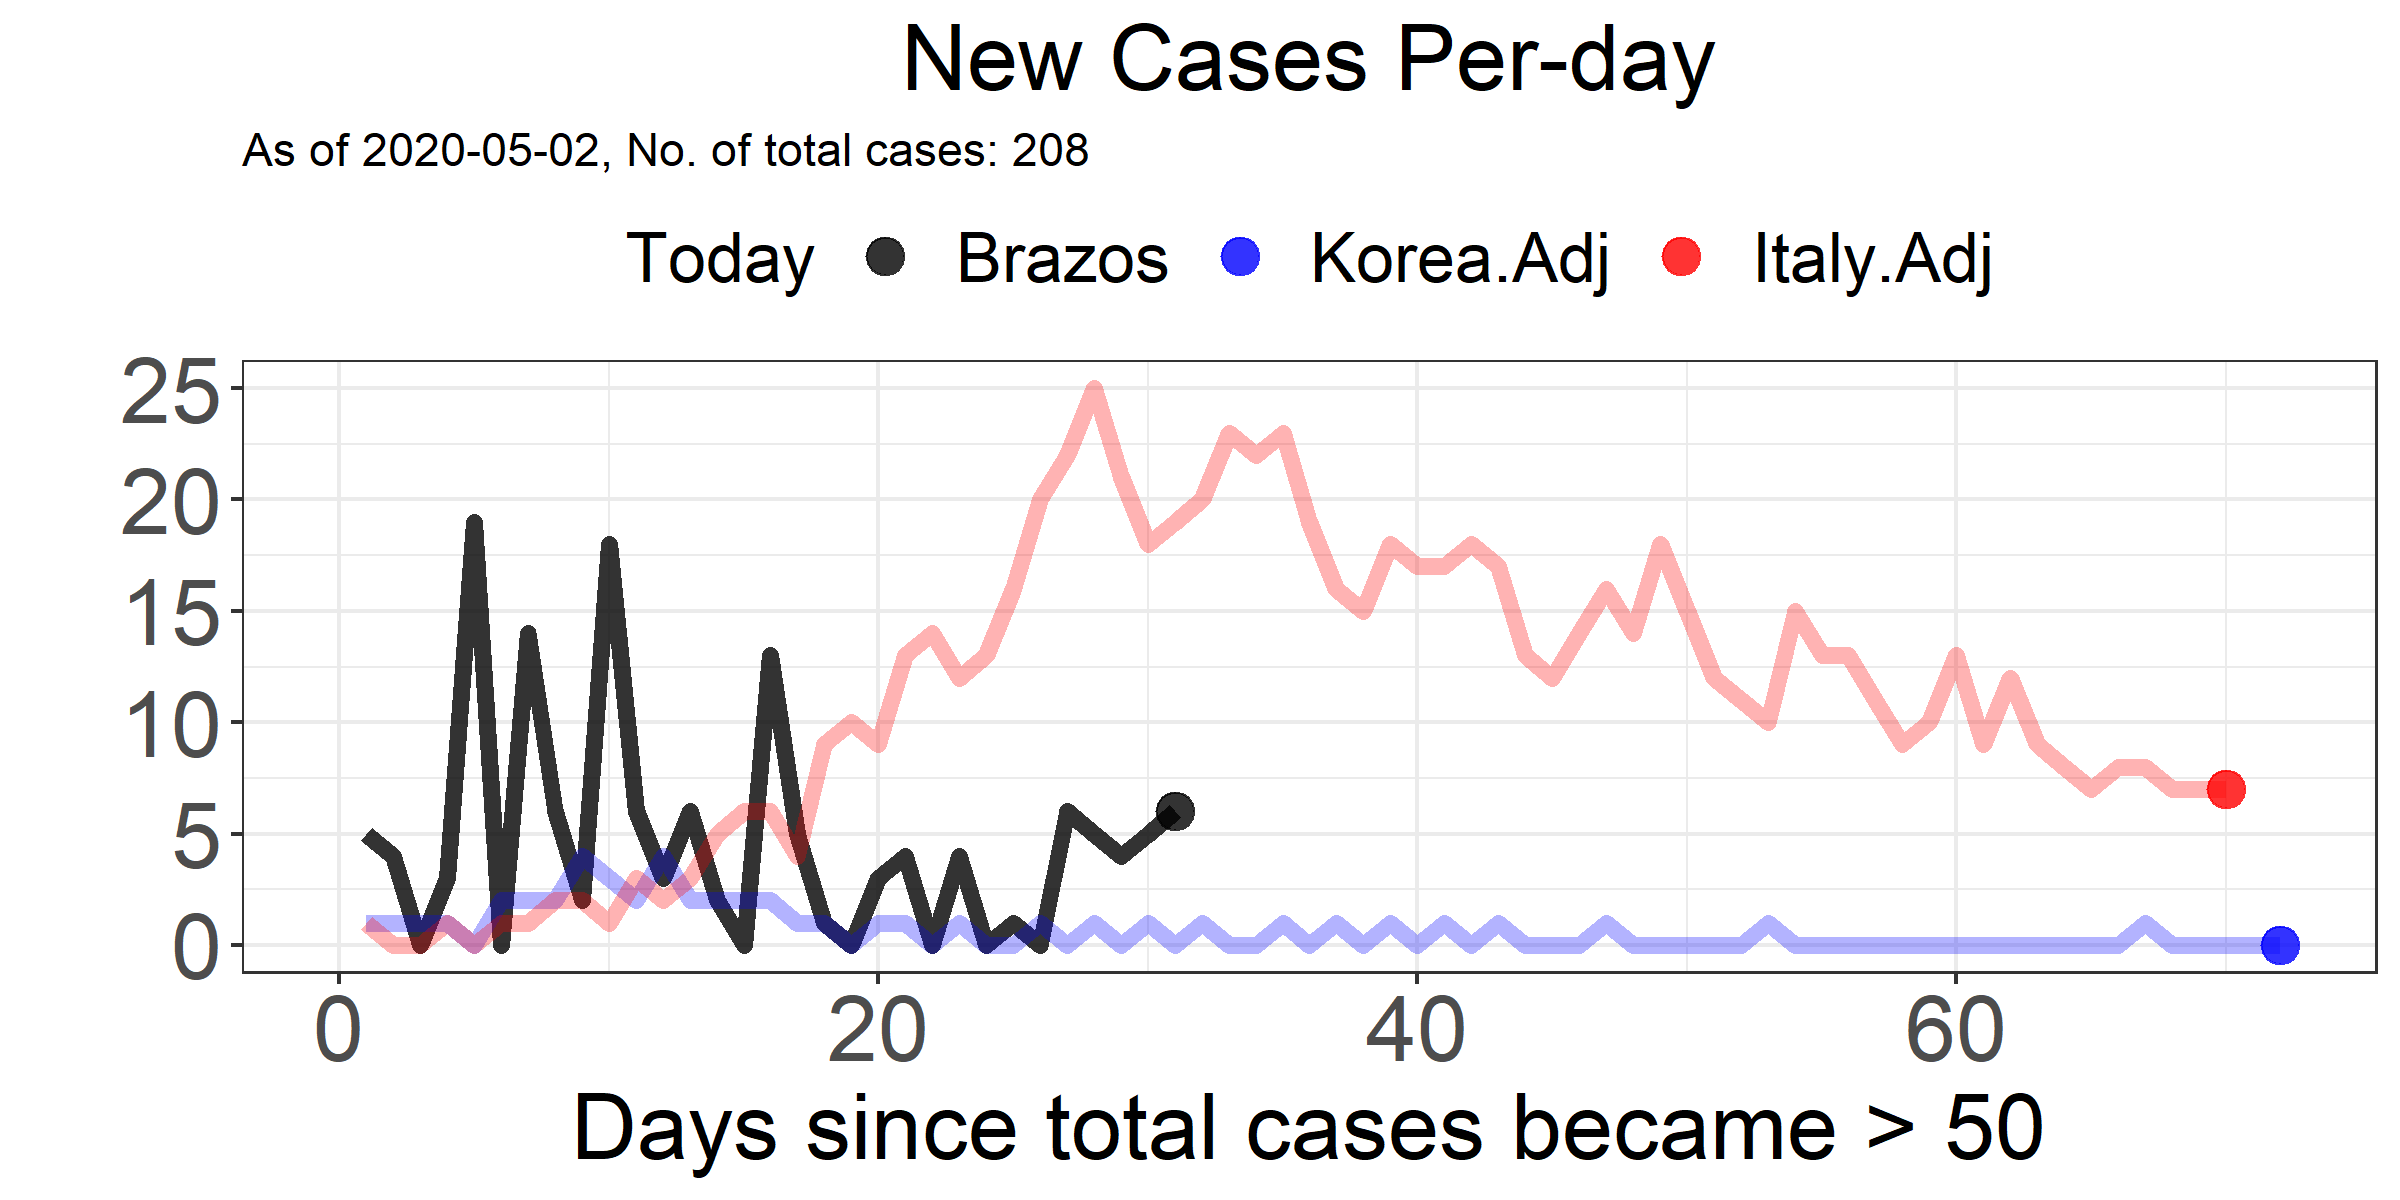 New Cases Per-day
As of 2020-05-02, No. of total cases: 208
Today Brazos Korea.Adj Italy.Adj
25
20
15
10
5
0
0 20 40 60
Days since total cases became > 50